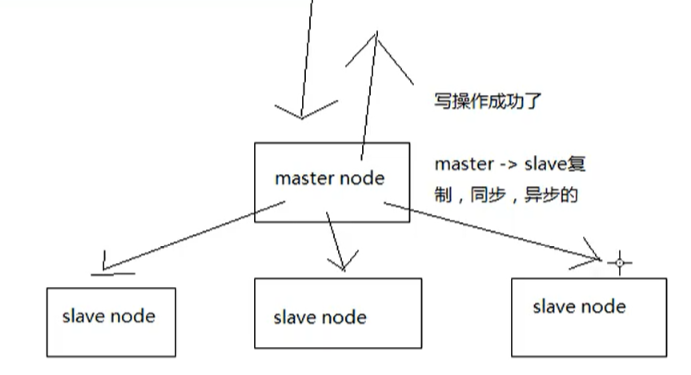 写操作成功了
master node
master -> slave复
制，同步，异步的
slave node
slave node
slave node